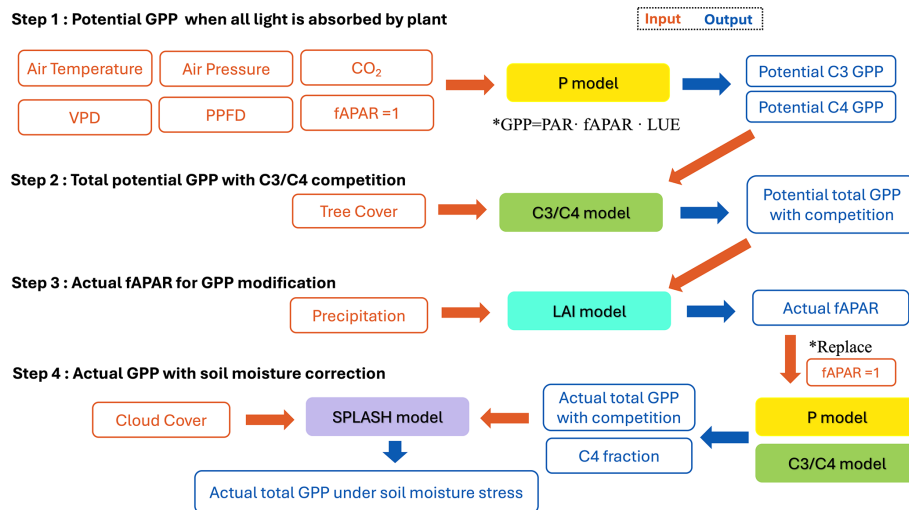 Step 1 : Potential GPP when all light is absorbed by plant
Input
Output
Air Temperature
Air Pressure
CO₂
VPD
PPFD
fAPAR =1
P model
*GPP=PAR· fAPAR · LUE
Potential C3 GPP
Potential C4 GPP
Step 2 : Total potential GPP with C3/C4 competition
Tree Cover
C3/C4 model
Potential total GPP
with competition
Step 3 : Actual fAPAR for GPP modification
Precipitation
LAI model
Actual fAPAR
*Replace
fAPAR =1
Step 4 : Actual GPP with soil moisture correction
Cloud Cover
SPLASH model
Actual total GPP
with competition
C4 fraction
P model
C3/C4 model
Actual total GPP under soil moisture stress